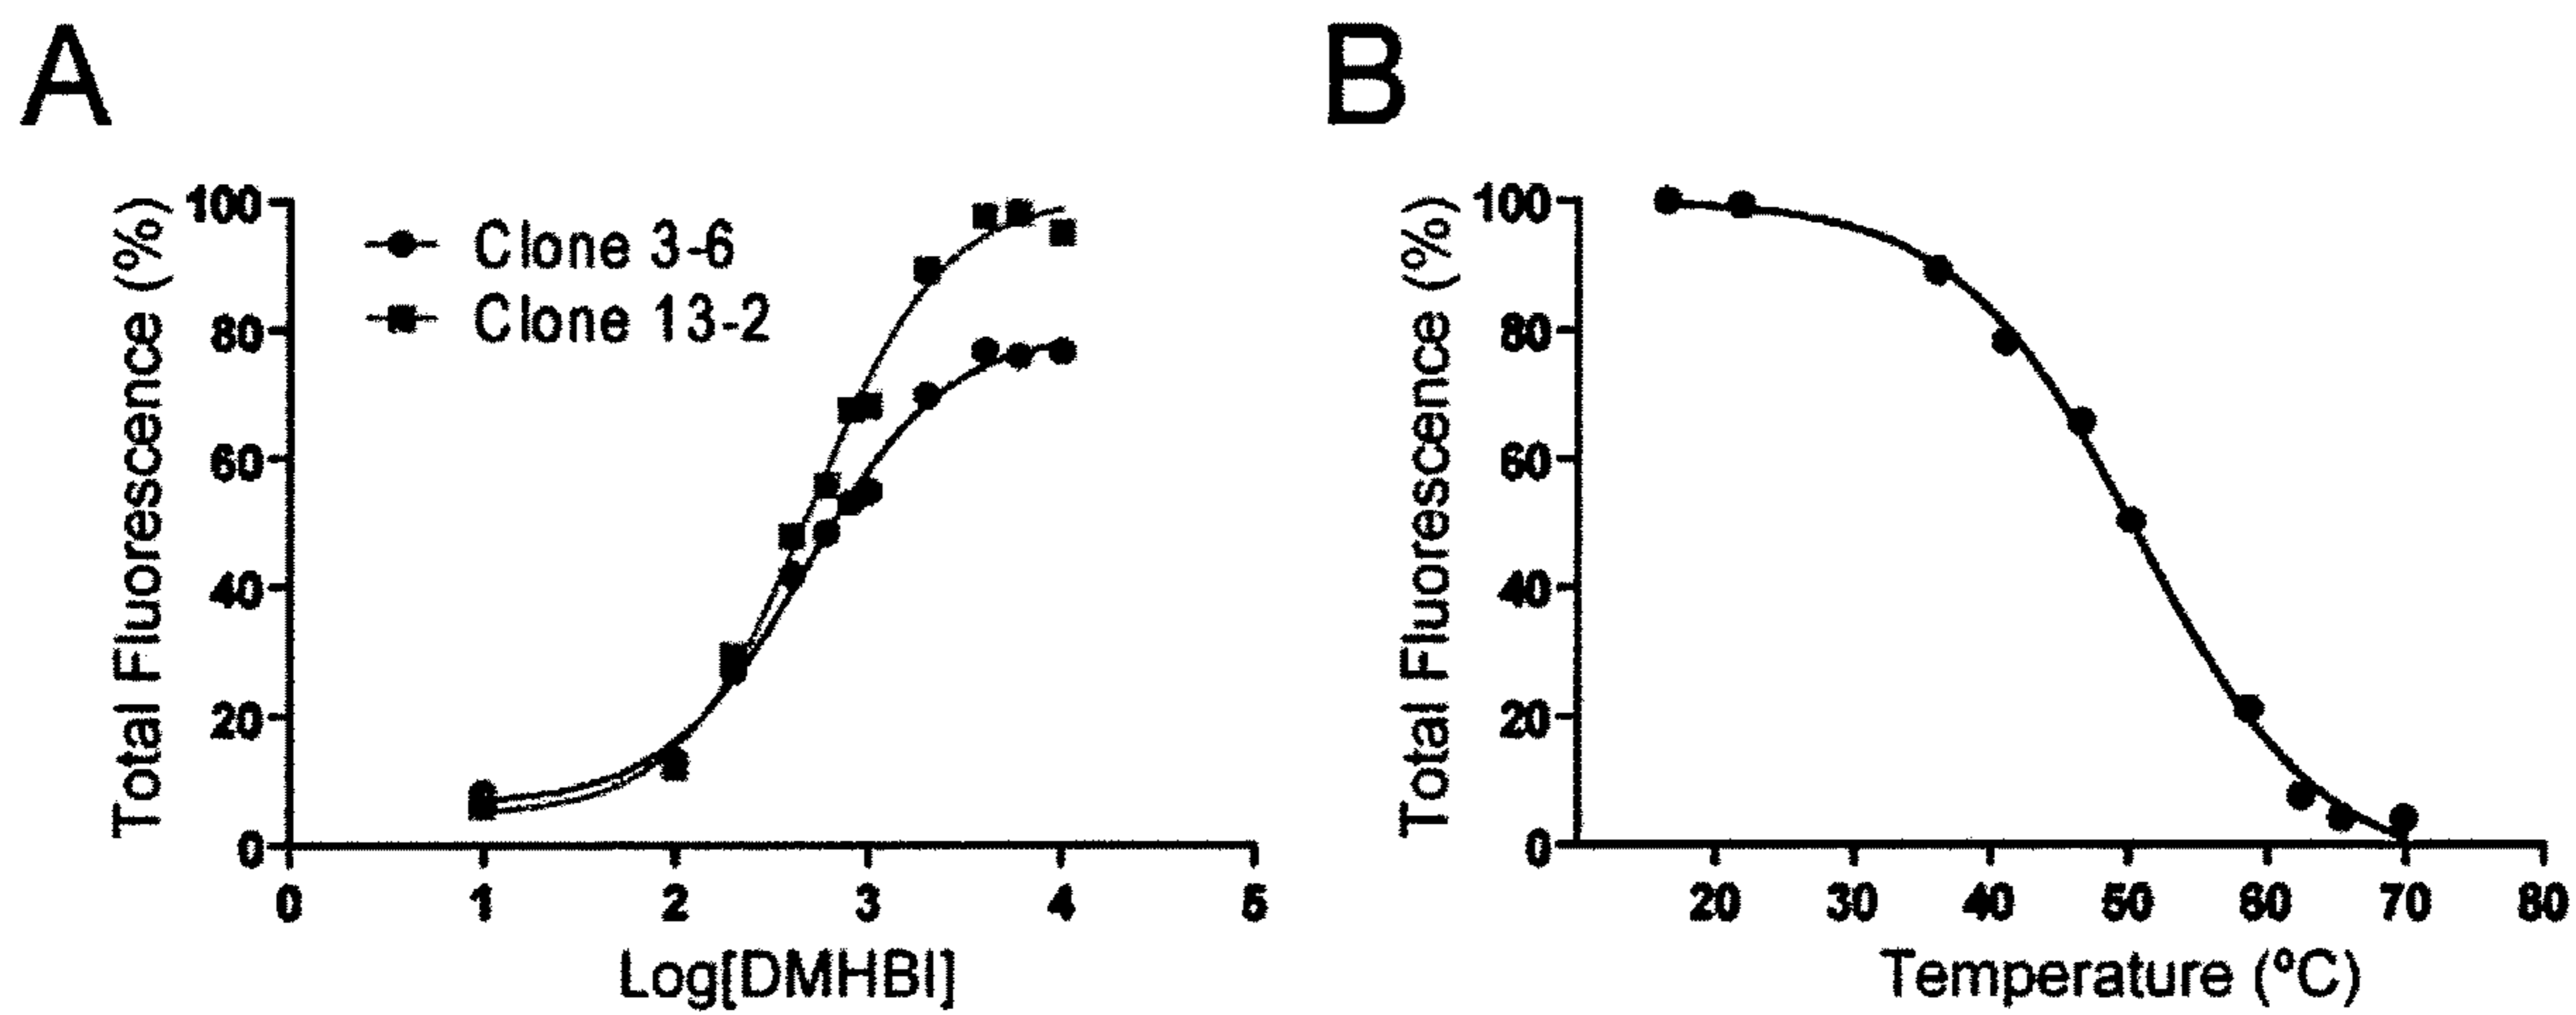 A
B
Total Fluorescence (%)
100
80
60
40
20
0
Clone 3-6
Clone 13-2
0 1 2 3 4 5
Log[DMHBI]
Total Fluorescence (%)
100
80
60
40
20
0
20 30 40 50 60 70 80
Temperature (ºC)